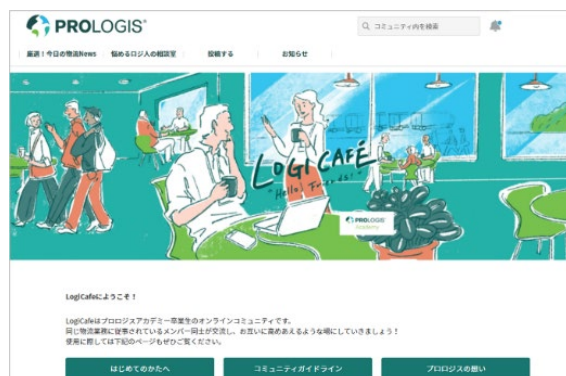 PROLOGIS
コミュニティ内を検索
厳選！今日の物流News 悩めるロジ人の相談室 投稿する お知らせ
LOGI CAFÉ
"Hello! Friends!"
PROLOGIS
Academy
LogiCafeにようこそ！
LogiCafeはプロロジスアカデミー卒業生のオンラインコミュニティです。
同じ物流業務に従事されているメンバー同士が交流し、お互いに高めあえるような場にしていきましょう！
使用に際しては下記のページもぜひご覧ください。
はじめてのかたへ コミュニティガイドライン プロロジスの想い